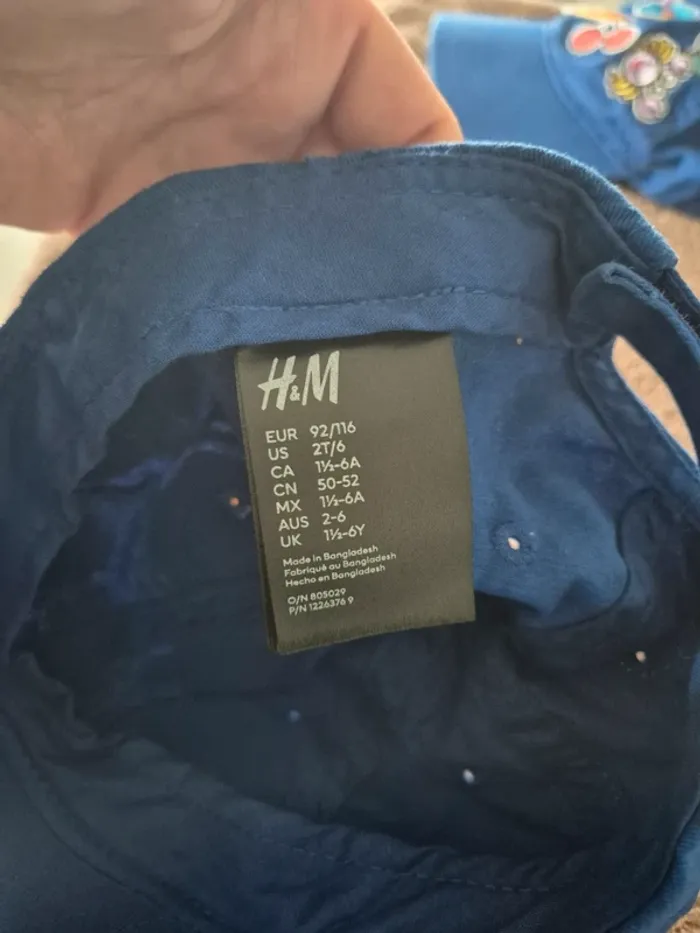 H&M
EUR 92/116
US 2T/6
CA 1½-6A
CN 50-52
MX 1½-6A
AUS 2-6
UK 1½-6Y
Made in Bangladesh
Fabriqué au Bangladesh
Hecho en Bangladesh
O/N 805029
P/N 1226376 9